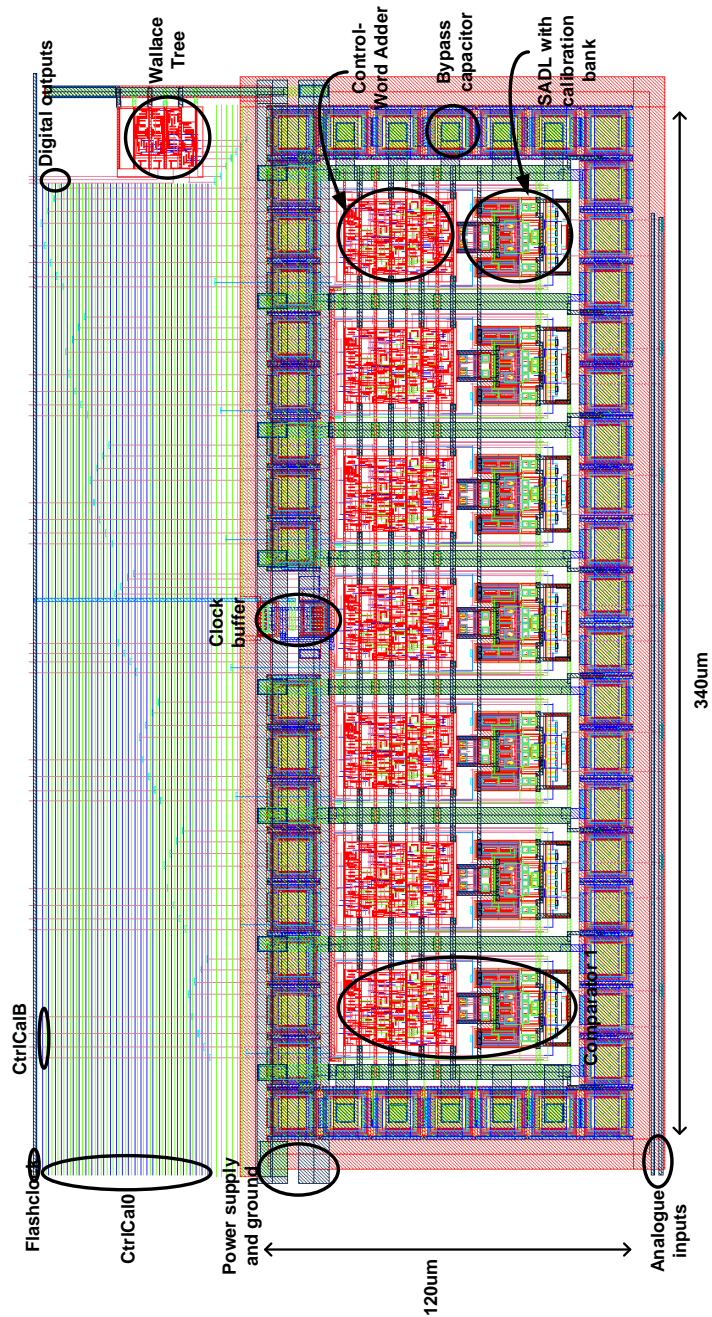 Digital outputs
Wallace
Tree
Control-
Word Adder
Bypass
capacitor
SADL with
calibration
bank
CtrlCalB
Flashclock
CtrlCal0
Clock
buffer
Power supply
and ground
Comparator 1
Analogue
inputs
120um
340um